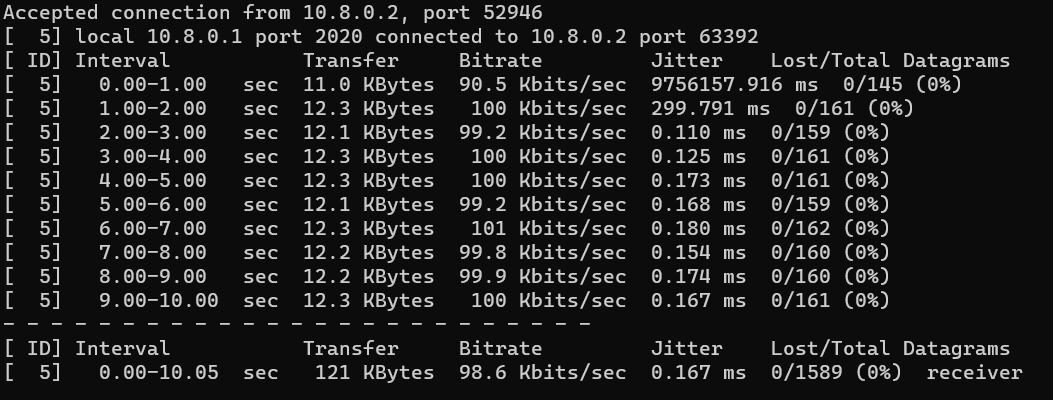 Accepted connection from 10.8.0.2, port 52946
[  5] local 10.8.0.1 port 2020 connected to 10.8.0.2 port 63392
[ ID] Interval           Transfer     Bitrate         Jitter    Lost/Total Datagrams
[  5]   0.00-1.00   sec  11.0 KBytes  90.5 Kbits/sec  9756157.916 ms  0/145 (0%)
[  5]   1.00-2.00   sec  12.3 KBytes   100 Kbits/sec  299.791 ms  0/161 (0%)
[  5]   2.00-3.00   sec  12.1 KBytes  99.2 Kbits/sec  0.110 ms  0/159 (0%)
[  5]   3.00-4.00   sec  12.3 KBytes   100 Kbits/sec  0.125 ms  0/161 (0%)
[  5]   4.00-5.00   sec  12.3 KBytes   100 Kbits/sec  0.173 ms  0/161 (0%)
[  5]   5.00-6.00   sec  12.1 KBytes  99.2 Kbits/sec  0.168 ms  0/159 (0%)
[  5]   6.00-7.00   sec  12.3 KBytes   101 Kbits/sec  0.180 ms  0/162 (0%)
[  5]   7.00-8.00   sec  12.2 KBytes  99.8 Kbits/sec  0.154 ms  0/160 (0%)
[  5]   8.00-9.00   sec  12.2 KBytes  99.9 Kbits/sec  0.174 ms  0/160 (0%)
[  5]   9.00-10.00  sec  12.3 KBytes   100 Kbits/sec  0.167 ms  0/161 (0%)
- - - - - - - - - - - - - - - - - - - - - - - - -
[ ID] Interval           Transfer     Bitrate         Jitter    Lost/Total Datagrams
[  5]   0.00-10.05  sec   121 KBytes  98.6 Kbits/sec  0.167 ms  0/1589 (0%)  receiver